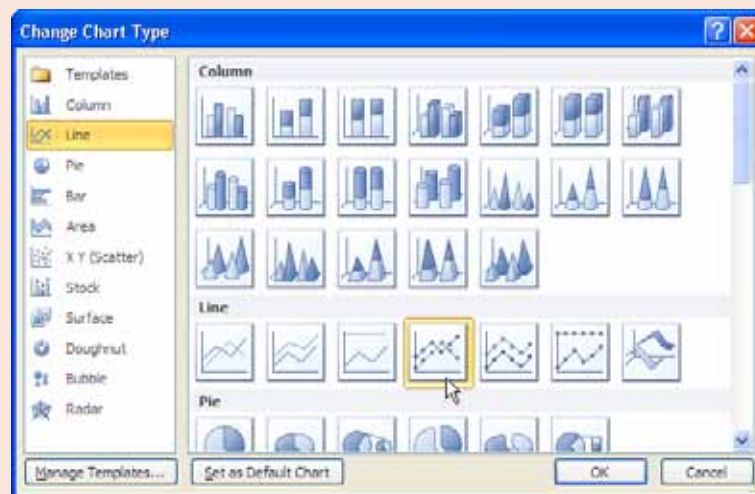 Change Chart Type
Templates
Column
Line
Pie
Bar
Area
X Y (Scatter)
Stock
Surface
Doughnut
Bubble
Radar
Column
Line
Pie
Manage Templates...
Set as Default Chart
OK
Cancel